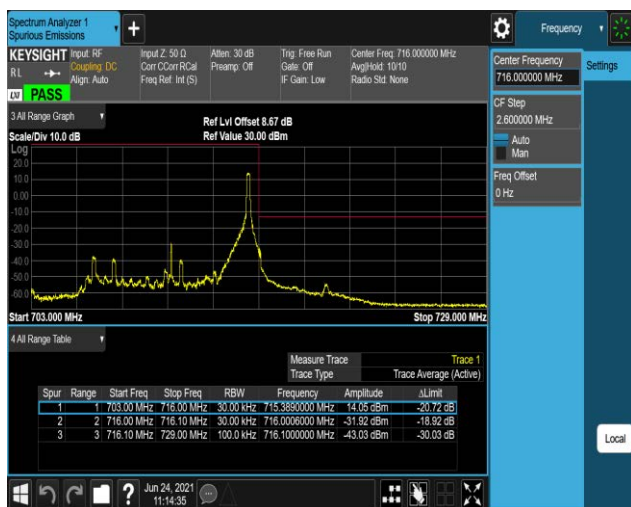 Spectrum Analyzer 1
Spurious Emissions
Frequency
KEYSIGHT Input: RF Input Z: 50 Ω Atten: 30 dB Trig: Free Run Center Freq: 716.000000 MHz
RL Coupling: DC Corr CCorr RCal Preamp: Off Gate: Off Avg|Hold: 10/10
Align: Auto Freq Ref: Int (S) IF Gain: Low Radio Std: None
LXI PASS
Center Frequency
716.000000 MHz
Settings
CF Step
2.600000 MHz
Auto
Man
Freq Offset
0 Hz
3 All Range Graph
Ref Lvl Offset 8.67 dB
Scale/Div 10.0 dB Ref Value 30.00 dBm
Log
20.0
10.0
0.00
-10.0
-20.0
-30.0
-40.0
-50.0
-60.0
Start 703.000 MHz Stop 729.000 MHz
4 All Range Table
Measure Trace Trace 1
Trace Type Trace Average (Active)
Spur Range Start Freq Stop Freq RBW Frequency Amplitude ΔLimit
1 1 703.00 MHz 716.00 MHz 30.00 kHz 715.3890000 MHz 14.05 dBm -20.72 dB
2 2 716.00 MHz 716.10 MHz 30.00 kHz 716.0006000 MHz -31.92 dBm -18.92 dB
3 3 716.10 MHz 729.00 MHz 100.0 kHz 716.1000000 MHz -43.03 dBm -30.03 dB
Local
? Jun 24, 2021
11:14:35